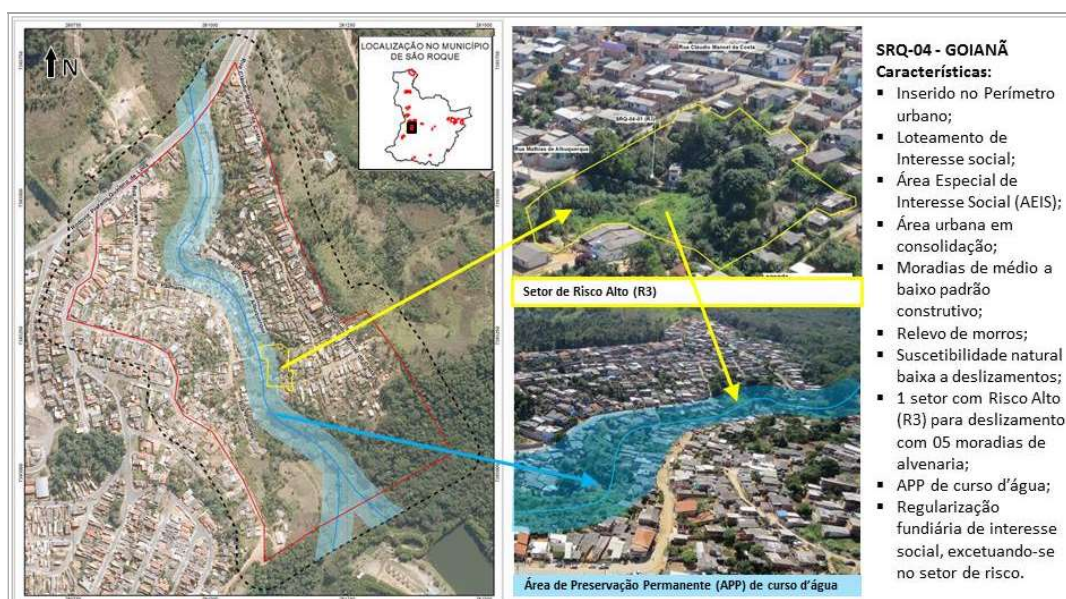 N
LOCALIZAÇÃO NO MUNICÍPIO
DE SÃO ROQUE
Rua Cláudio Manoel da Costa
SRQ-04-01 (R3)
Rua Mathias de Albuquerque
Setor de Risco Alto (R3)
Área de Preservação Permanente (APP) de curso d'água
SRQ-04 - GOIANÃ
Características:
▪ Inserido no Perímetro
urbano;
▪ Loteamento de
Interesse social;
▪ Área Especial de
Interesse Social (AEIS);
▪ Área urbana em
consolidação;
▪ Moradias de médio a
baixo padrão
construtivo;
▪ Relevo de morros;
▪ Suscetibilidade natural
baixa a deslizamentos;
▪ 1 setor com Risco Alto
(R3) para deslizamento
com 05 moradias de
alvenaria;
▪ APP de curso d'água;
▪ Regularização
fundiária de interesse
social, excetuando-se
no setor de risco.